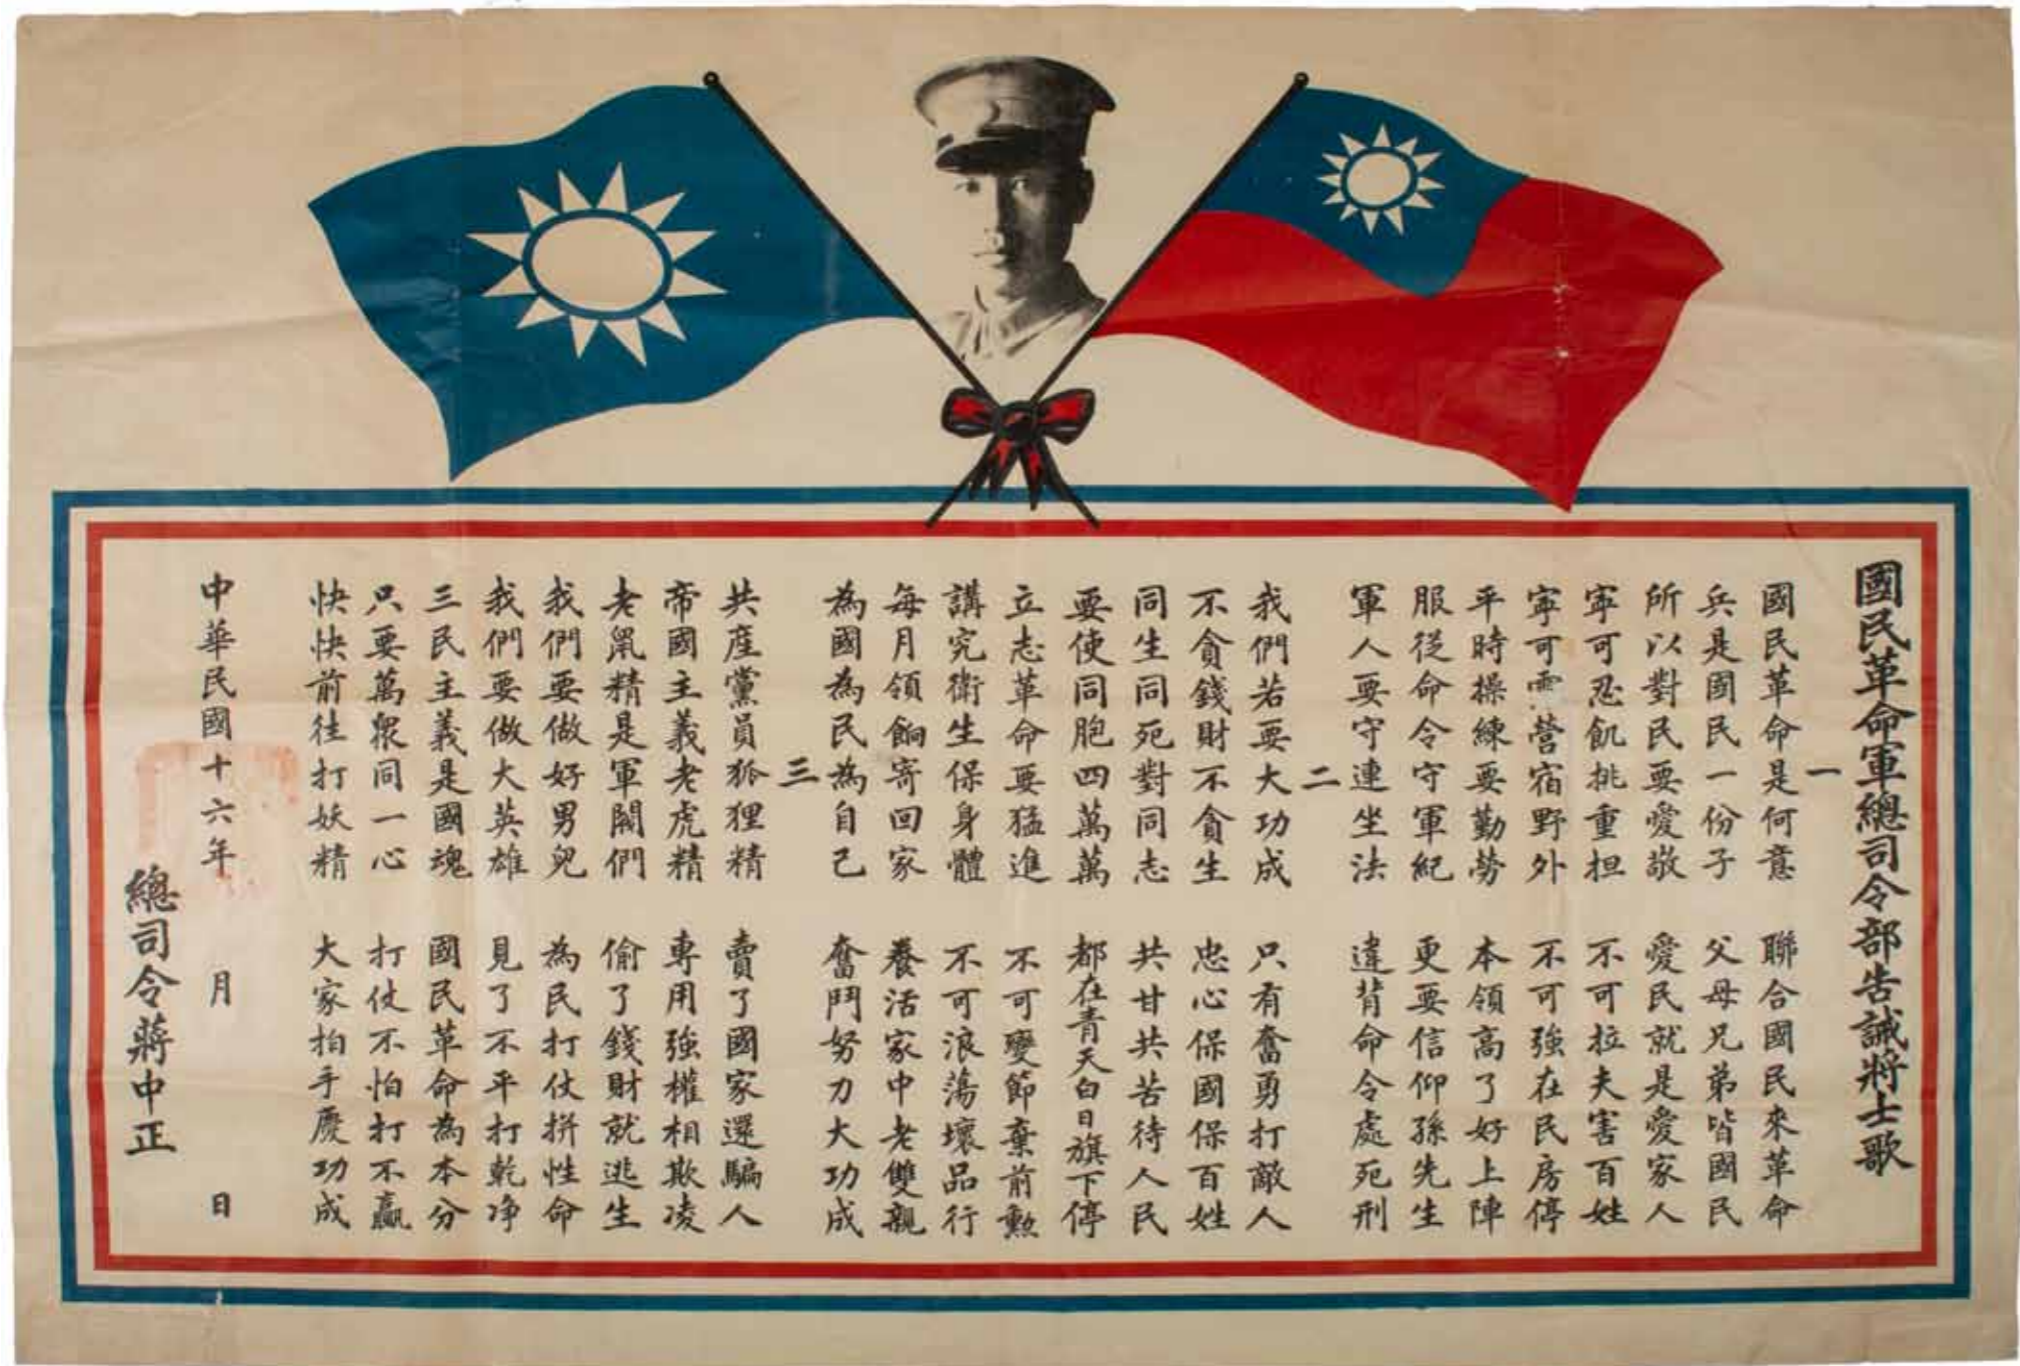 國民革命軍總司令部告誡將士歌
一
國民革命是何意 聯合國民來革命
兵是國民一份子 父母兄弟皆國民
所以對民要愛敬 愛民就是愛家人
寧可忍飢挑重担 不可拉夫害百姓
寧可露營宿野外 不可強在民房停
平時操練要勤勞 本領高了好上陣
服從命令守軍紀 更要信仰孫先生
軍人要守連坐法 違背命令處死刑
二
我們若要大功成 只有奮勇打敵人
不貪錢財不貪生 忠心保國保百姓
同生同死對同志 共甘共苦待人民
要使同胞四萬萬 都在青天白日旗下停
立志革命要猛進 不可變節棄前勲
講究衛生保身體 不可浪蕩壞品行
每月領餉寄回家 養活家中老雙親
為國為民為自己 奮鬥努力大功成
三
共產黨員狐狸精 賣了國家還騙人
帝國主義老虎精 專用強權相欺凌
老鼠精是軍閥們 偷了錢財就逃生
我們要做好男兒 為民打仗拼性命
我們要做大英雄 見了不平打乾净
三民主義是國魂 國民革命為本分
只要萬眾同一心 打仗不怕打不贏
快快前往打妖精 大家拍手慶功成
中華民國十六年 月 日
總司令蔣中正